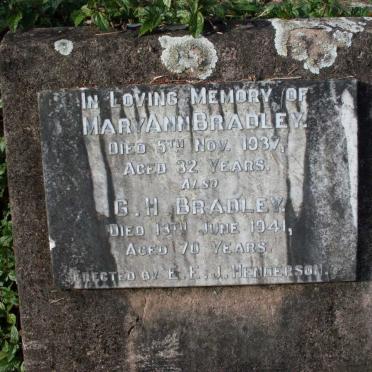 IN LOVING MEMORY OF
MARY ANN BRADLEY.
DIED 5TH NOV. 1937,
AGED 32 YEARS.
ALSO
G. H. BRADLEY.
DIED 13TH JUNE 1941,
AGED 70 YEARS.
ERECTED BY E. E. J. HENDERSON.